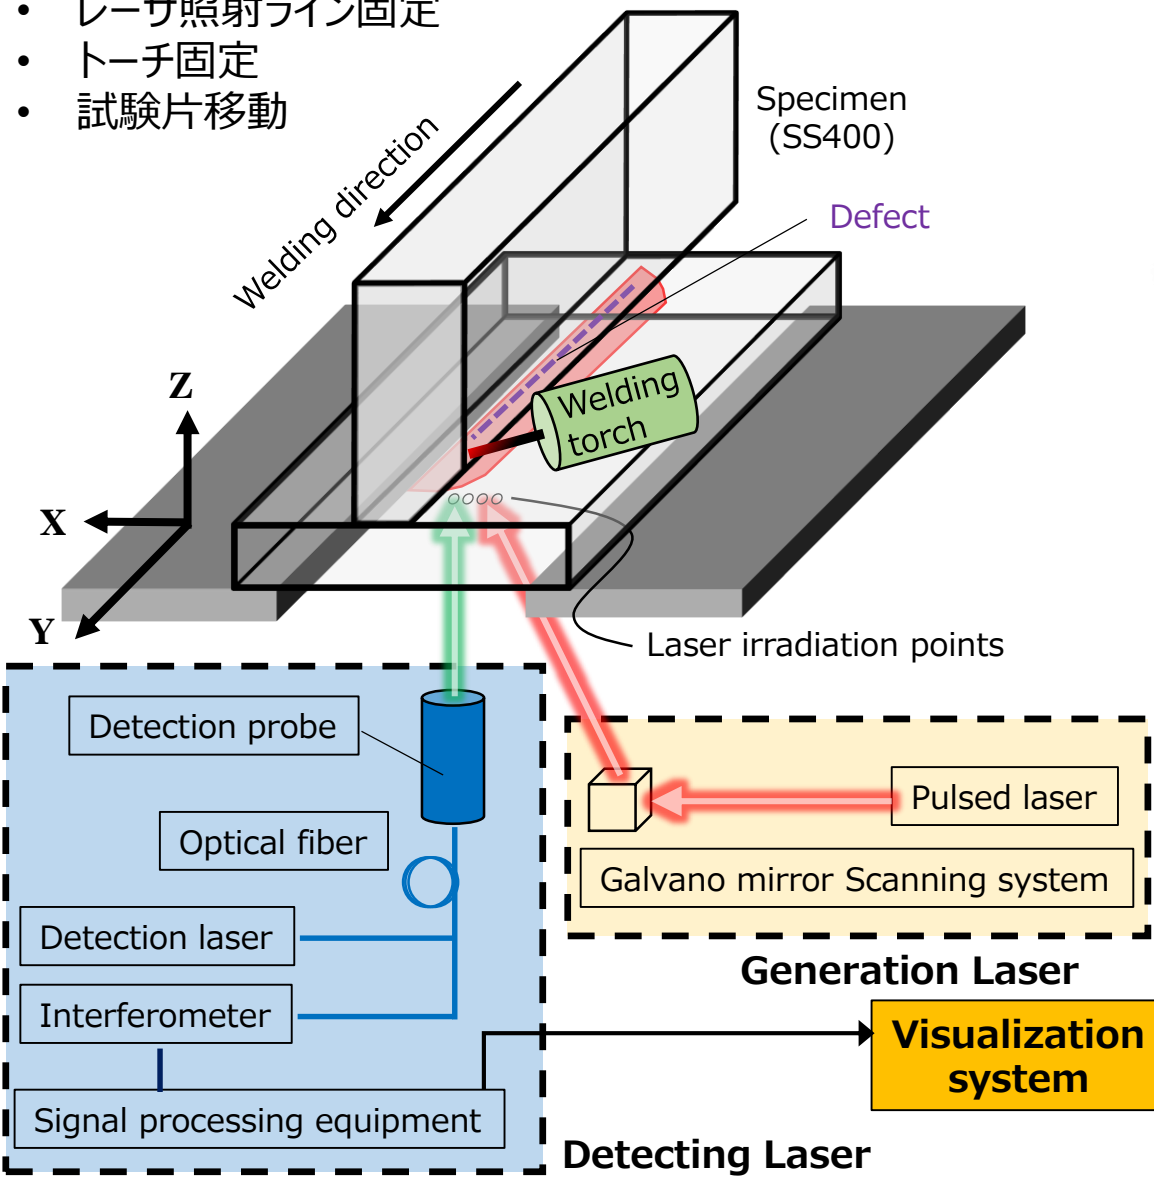 • レーザ照射ライン固定
• トーチ固定
• 試験片移動
Specimen
(SS400)
Welding direction
Defect
Welding
torch
Z
X
Y
Laser irradiation points
Detection probe
Optical fiber
Detection laser
Interferometer
Signal processing equipment
Detecting Laser
Pulsed laser
Galvano mirror Scanning system
Generation Laser
Visualization
system